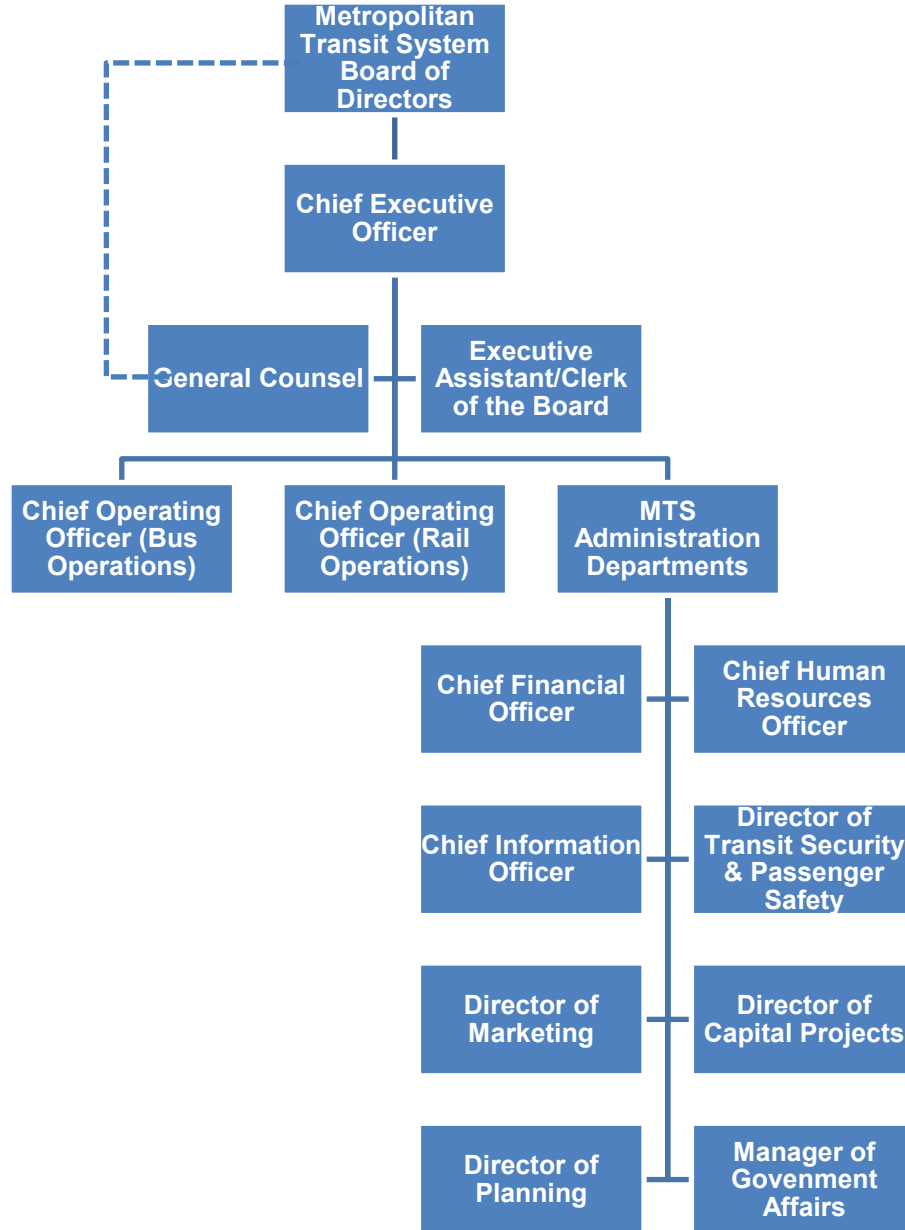 Metropolitan
Transit System
Board of
Directors
Chief Executive
Officer
General Counsel
Executive
Assistant/Clerk
of the Board
Chief Operating
Officer (Bus
Operations)
Chief Operating
Officer (Rail
Operations)
MTS
Administration
Departments
Chief Financial
Officer
Chief Human
Resources
Officer
Chief Information
Officer
Director of
Transit Security
& Passenger
Safety
Director of
Marketing
Director of
Capital Projects
Director of
Planning
Manager of
Govenment
Affairs